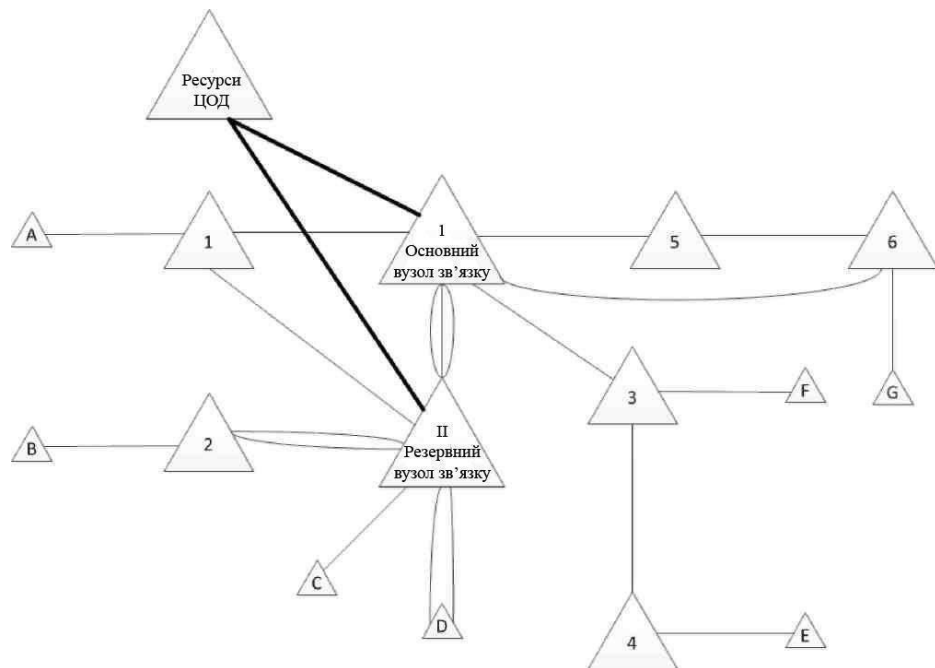 Ресурси
ЦОД
A
1
1
Основний
вузол зв’язку
5
6
B
2
II
Резервний
вузол зв’язку
3
F
G
C
D
4
E